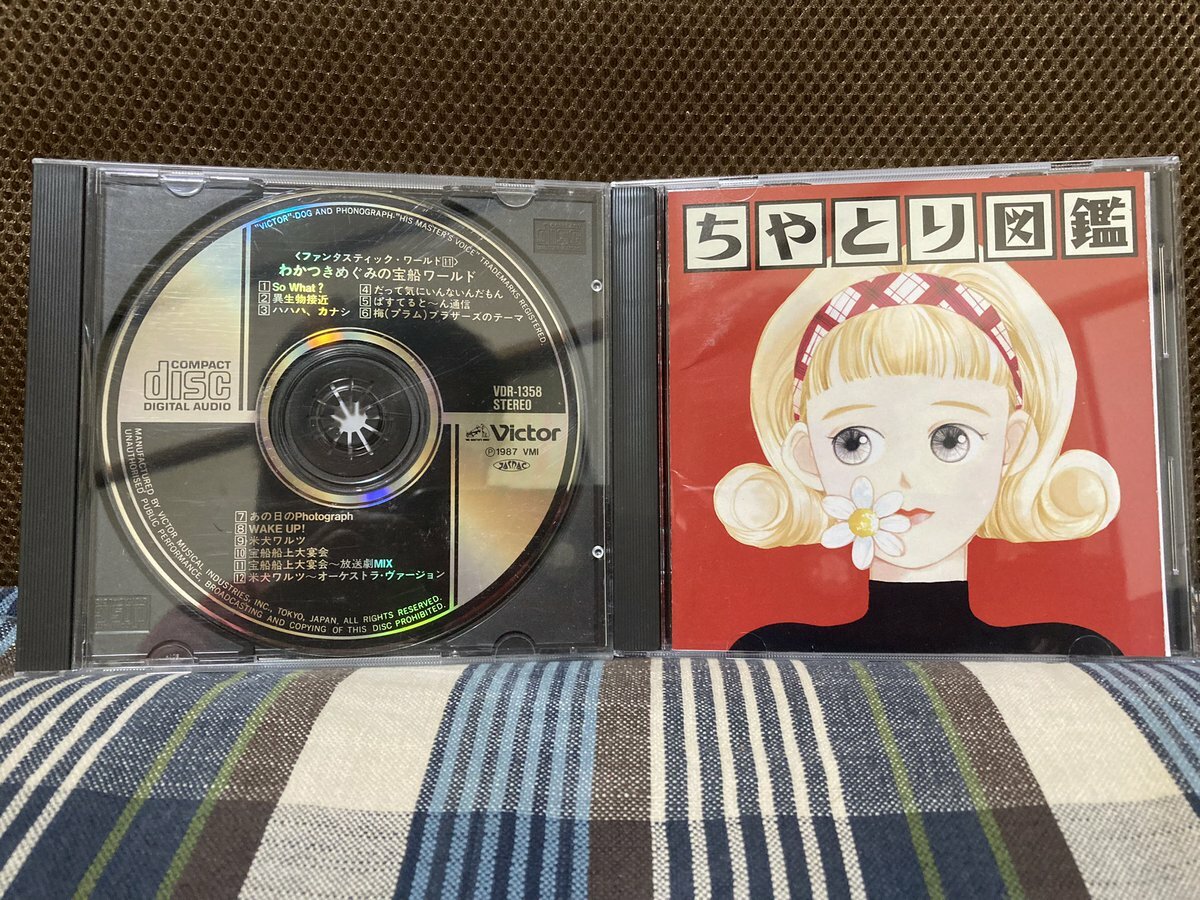 "VICTOR"-DOG AND PHONOGRAPH-"HIS MASTER'S VOICE" TRADEMARKS REGISTERED.
〈ファンタスティック・ワールド11〉
わかつきめぐみの宝船ワールド
1 So What?
2 異生物接近
3 ハハハ、カナシ
4 だって気にいんないんだもん
5 ぱすてると〜ん通信
6 梅(プラム)ブラザーズのテーマ
COMPACT
disc
DIGITAL AUDIO
VDR-1358
STEREO
Victor
Ⓟ1987 VMI
JASRAC
7 あの日のPhotograph
8 WAKE UP!
9 米犬ワルツ
10 宝船船上大宴会
11 宝船船上大宴会〜放送劇MIX
12 米犬ワルツ〜オーケストラ・ヴァージョン
MANUFACTURED BY VICTOR MUSICAL INDUSTRIES, INC., TOKYO, JAPAN. ALL RIGHTS RESERVED.
UNAUTHORISED PUBLIC PERFORMANCE, BROADCASTING AND COPYING OF THIS DISC PROHIBITED.
ちやとり図鑑